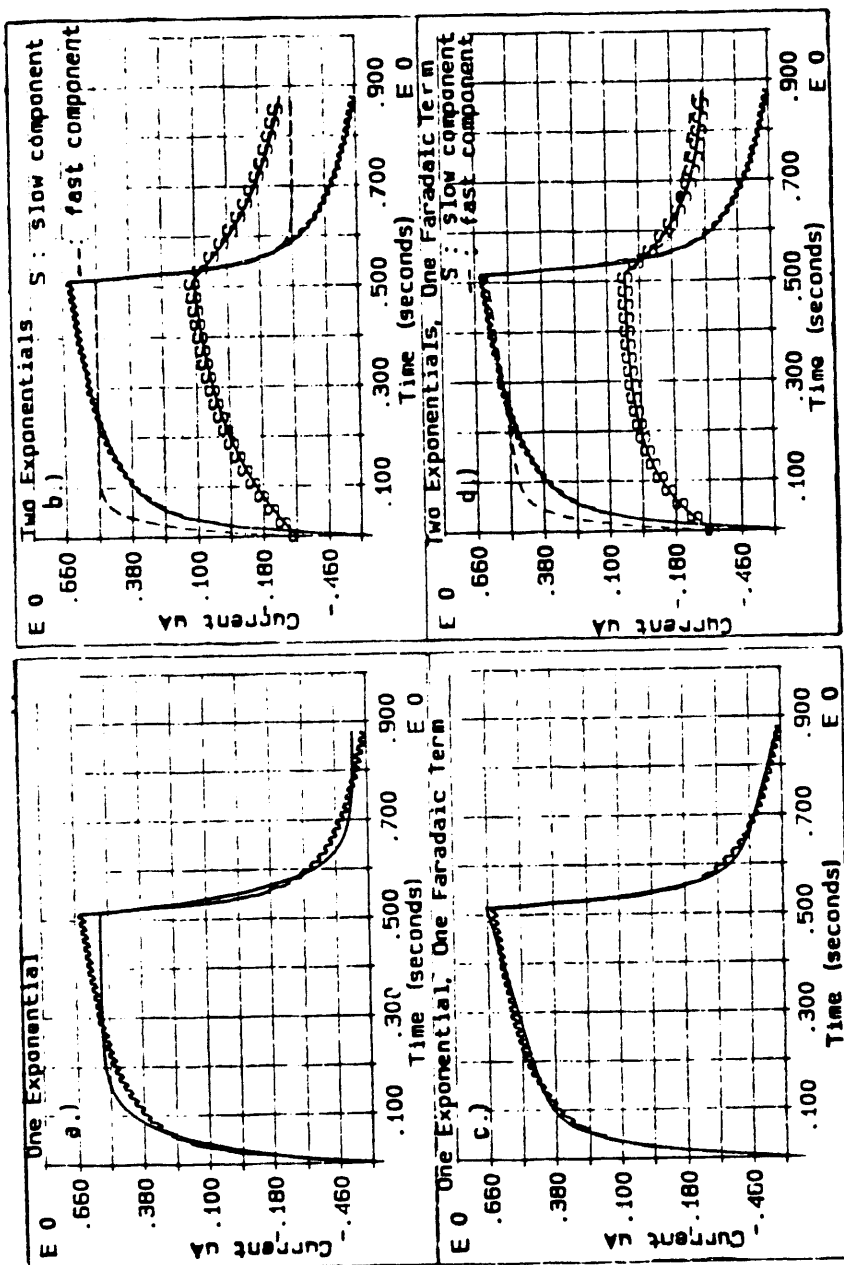 E 0
One Exponential
a.)
.660
.380
.100
-.180
-.460
Current uA
.100
.300
.500
.700
.900
Time (seconds)
E 0
E 0
Two Exponentials
S : slow component
--: fast component
b.)
.660
.380
.100
-.180
-.460
Current uA
.100
.300
.500
.700
.900
Time (seconds)
E 0
E 0
One Exponential, One Faradaic Term
c.)
.660
.380
.100
-.180
-.460
Current uA
.100
.300
.500
.700
.900
Time (seconds)
E 0
E 0
Two Exponentials, One Faradaic Term
S : slow component
fast component
d.)
.660
.380
.100
-.180
-.460
Current uA
.100
.300
.500
.700
.900
Time (seconds)
E 0